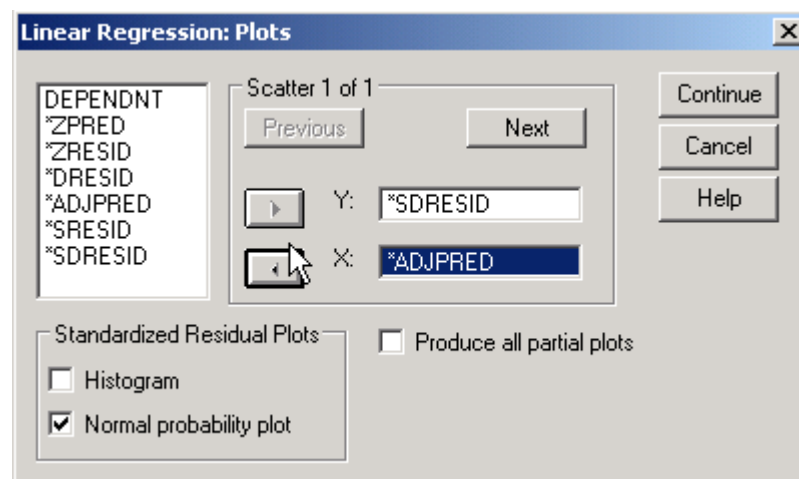 Linear Regression: Plots
DEPENDNT
*ZPRED
*ZRESID
*DRESID
*ADJPRED
*SRESID
*SDRESID
Scatter 1 of 1
Previous
Next
Y:
*SDRESID
X:
*ADJPRED
Continue
Cancel
Help
Standardized Residual Plots
Histogram
Normal probability plot
Produce all partial plots